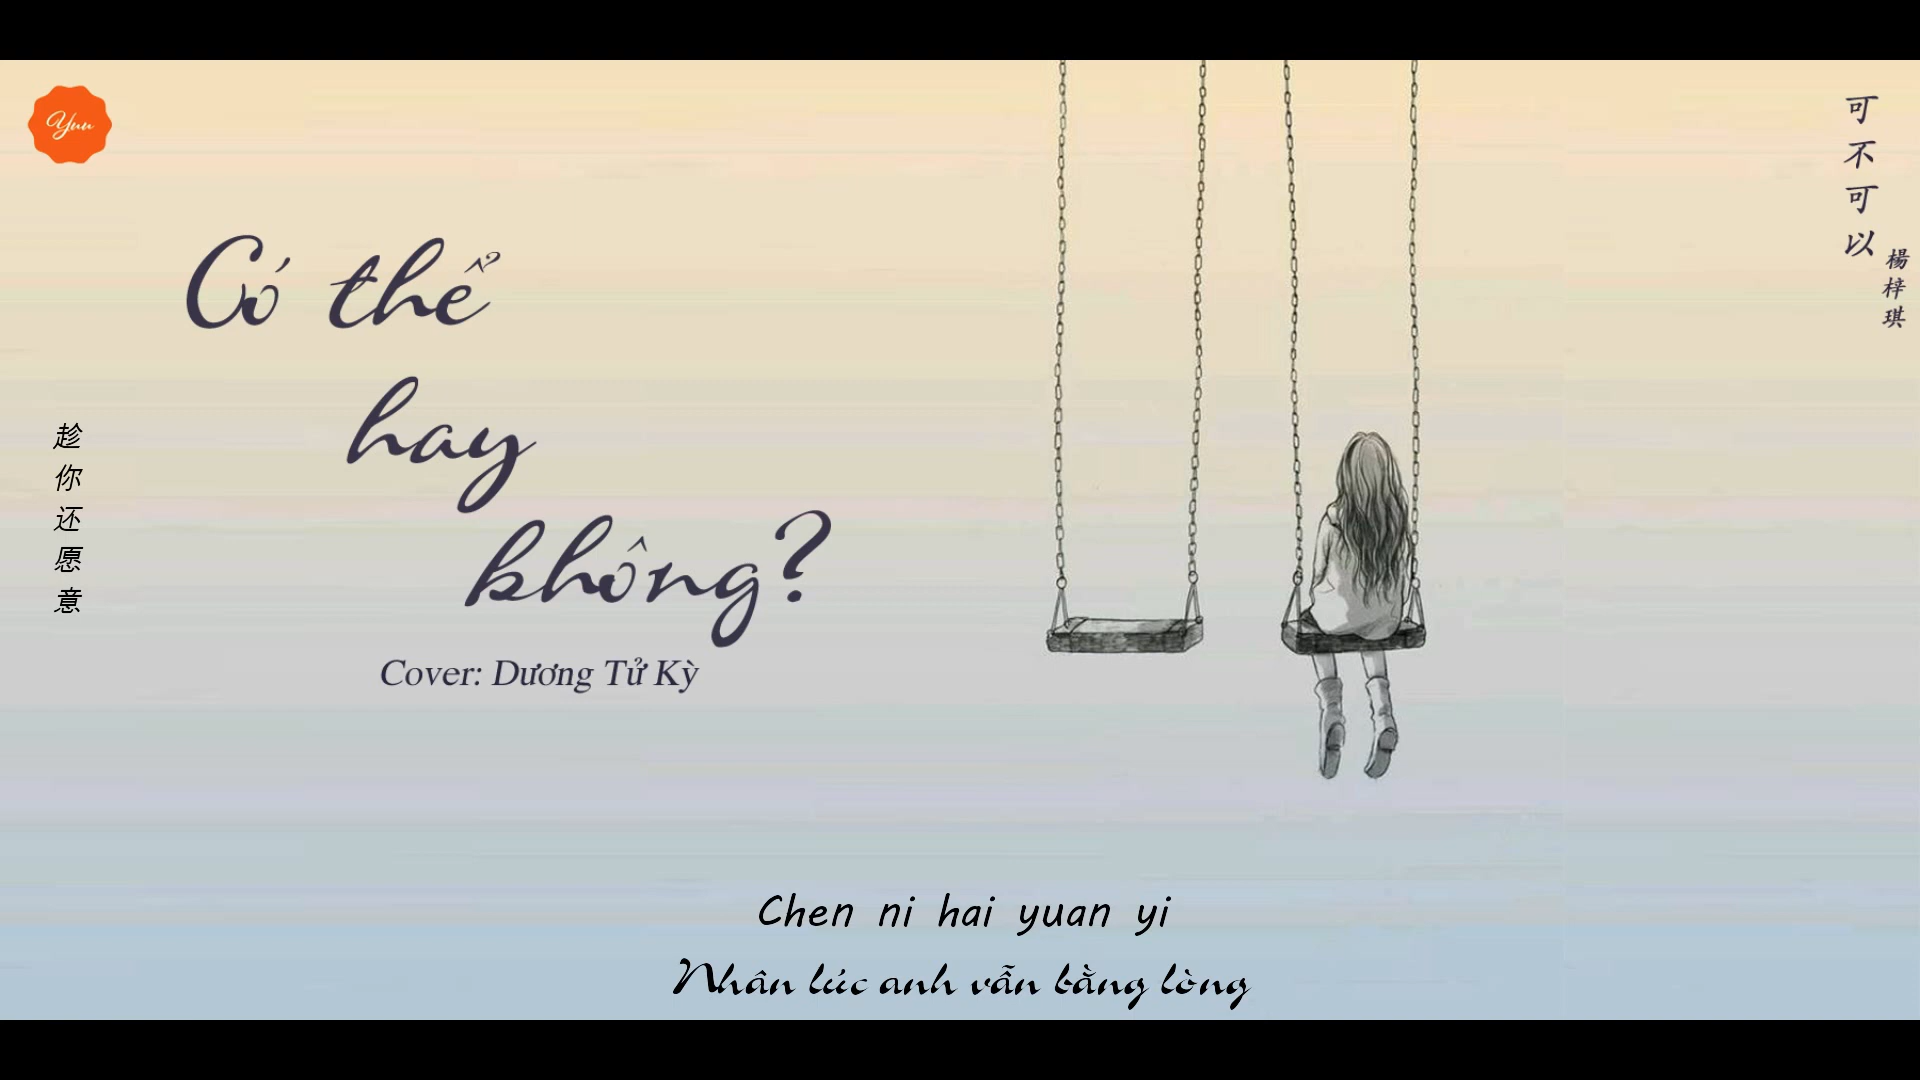 Yuu
Có thể
hay
không?
Cover: Dương Tử Kỳ
可不可以
楊梓琪
趁你还愿意
Chen ni hai yuan yi
Nhân lúc anh vẫn bằng lòng